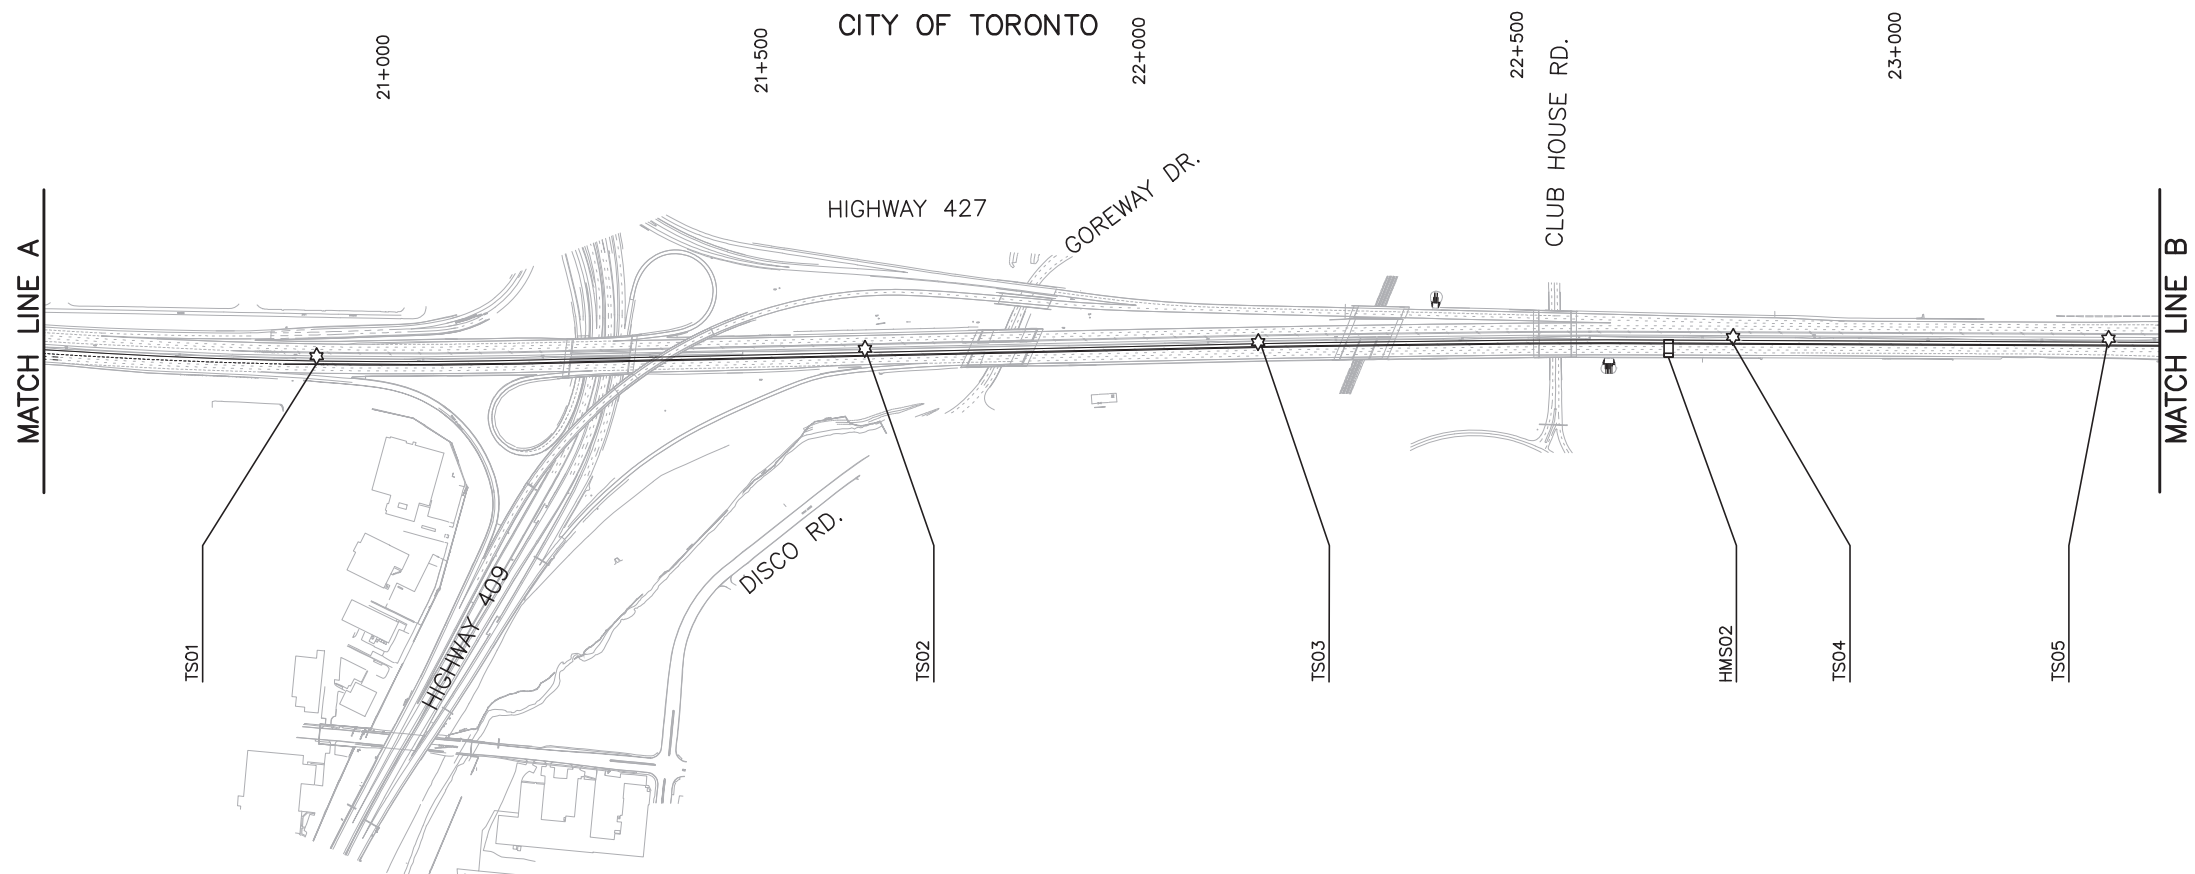 CITY OF TORONTO
21+000
21+500
22+000
22+500
23+000
CLUB HOUSE RD.
HIGHWAY 427
GOREWAY DR.
MATCH LINE A
MATCH LINE B
DISCO RD.
HIGHWAY 409
TS01
TS02
TS03
HMS02
TS04
TS05